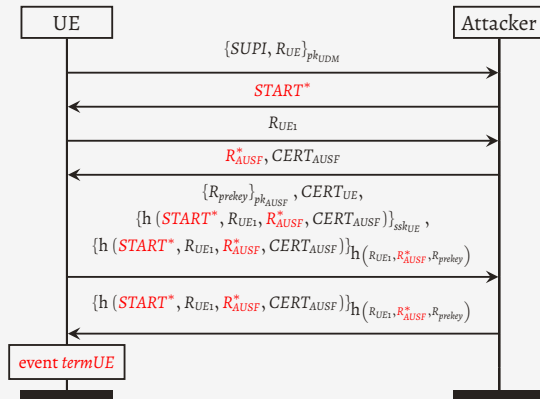 UE Attacker
{SUPI, R_UE}_pk_UDM
START*
R_UE1
R*_AUSF, CERT_AUSF
{R_prekey}_pk_AUSF, CERT_UE,
{h (START*, R_UE1, R*_AUSF, CERT_AUSF)}_ssk_UE,
{h (START*, R_UE1, R*_AUSF, CERT_AUSF)}_h(R_UE1, R*_AUSF, R_prekey)
{h (START*, R_UE1, R*_AUSF, CERT_AUSF)}_h(R_UE1, R*_AUSF, R_prekey)
event termUE